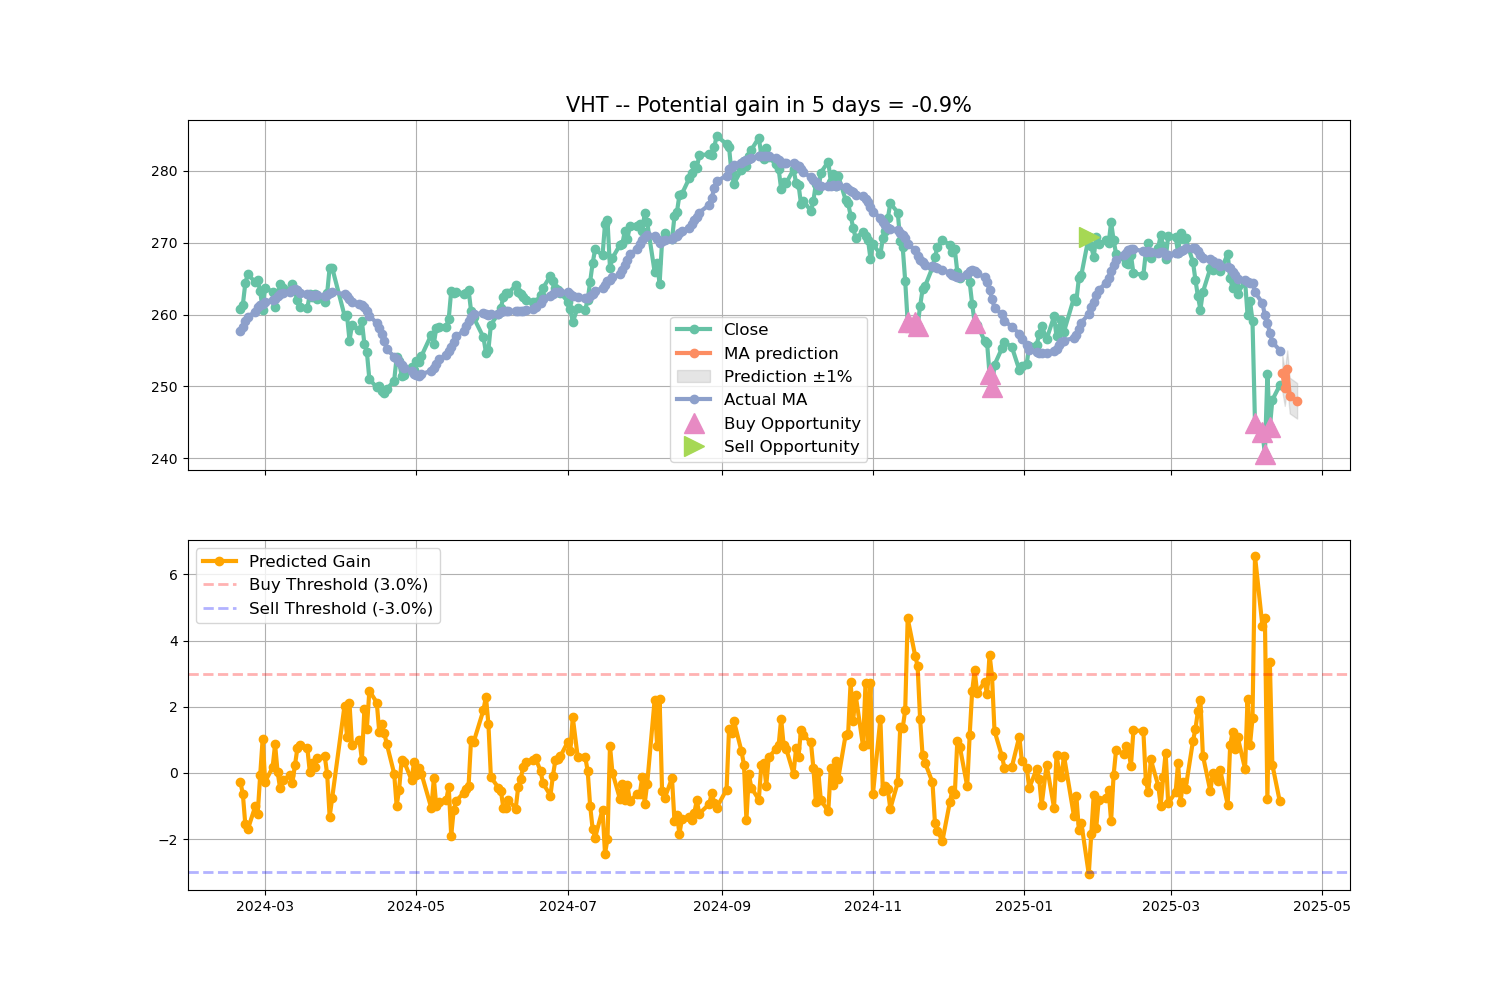 VHT -- Potential gain in 5 days = -0.9%
280
270
260
250
240
Close
MA prediction
Prediction ±1%
Actual MA
Buy Opportunity
Sell Opportunity
Predicted Gain
Buy Threshold (3.0%)
Sell Threshold (-3.0%)
6
4
2
0
−2
2024-03
2024-05
2024-07
2024-09
2024-11
2025-01
2025-03
2025-05